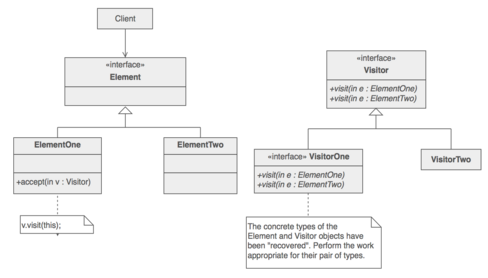 Client
«interface»
Element
ElementOne
+accept(in v : Visitor)
v.visit(this);
ElementTwo
«interface»
Visitor
+visit(in e : ElementOne)
+visit(in e : ElementTwo)
«interface» VisitorOne
+visit(in e : ElementOne)
+visit(in e : ElementTwo)
VisitorTwo
The concrete types of the
Element and Visitor objects have
been "recovered". Perform the work
appropriate for their pair of types.